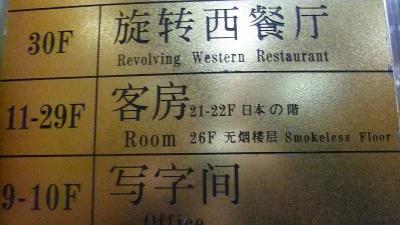 30F 旋转西餐厅
Revolving Western Restaurant
11-29F 客房 21-22F 日本の階
Room 26F 无烟楼层 Smokeless Floor
9-10F 写字间
Office